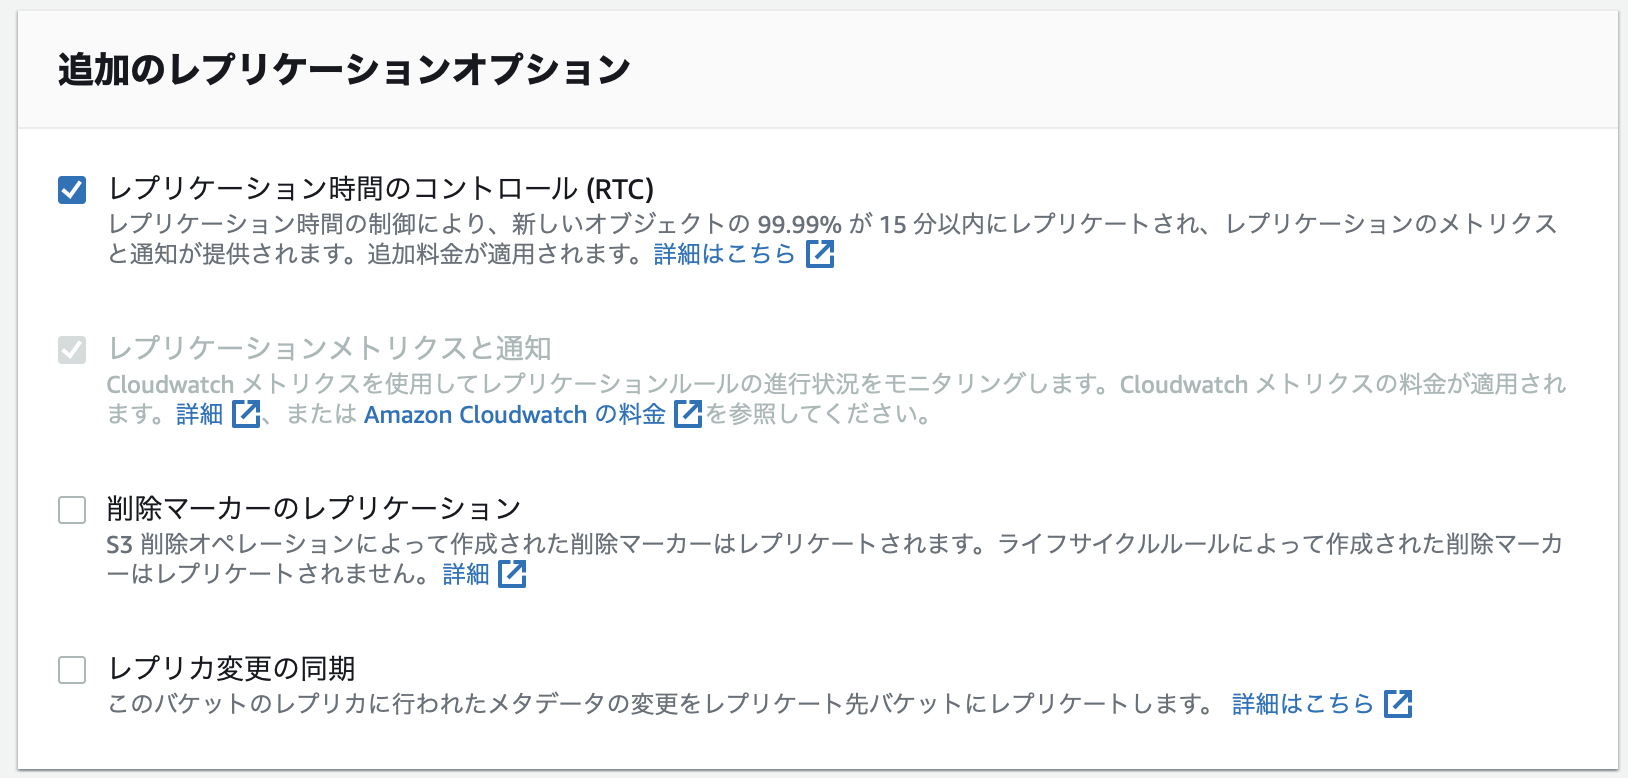 追加のレプリケーションオプション
レプリケーション時間のコントロール (RTC)
レプリケーション時間の制御により、新しいオブジェクトの 99.99% が 15 分以内にレプリケートされ、レプリケーションのメトリクス
と通知が提供されます。追加料金が適用されます。詳細はこちら
レプリケーションメトリクスと通知
Cloudwatch メトリクスを使用してレプリケーションルールの進行状況をモニタリングします。Cloudwatch メトリクスの料金が適用され
ます。詳細、または Amazon Cloudwatch の料金を参照してください。
削除マーカーのレプリケーション
S3 削除オペレーションによって作成された削除マーカーはレプリケートされます。ライフサイクルルールによって作成された削除マーカ
ーはレプリケートされません。詳細
レプリカ変更の同期
このバケットのレプリカに行われたメタデータの変更をレプリケート先バケットにレプリケートします。 詳細はこちら